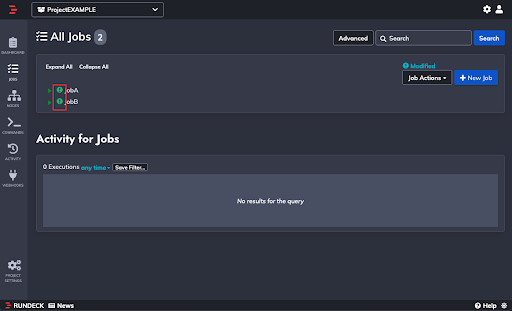 ProjectEXAMPLE
All Jobs 2
Advanced
Search
Search
DASHBOARD
JOBS
NODES
COMMANDS
ACTIVITY
WEBHOOKS
PROJECT SETTINGS
Expand All Collapse All
Modified
Job Actions
+ New Job
obA
obB
Activity for Jobs
0 Executions any time Save Filter...
No results for the query
RUNDECK News
Help